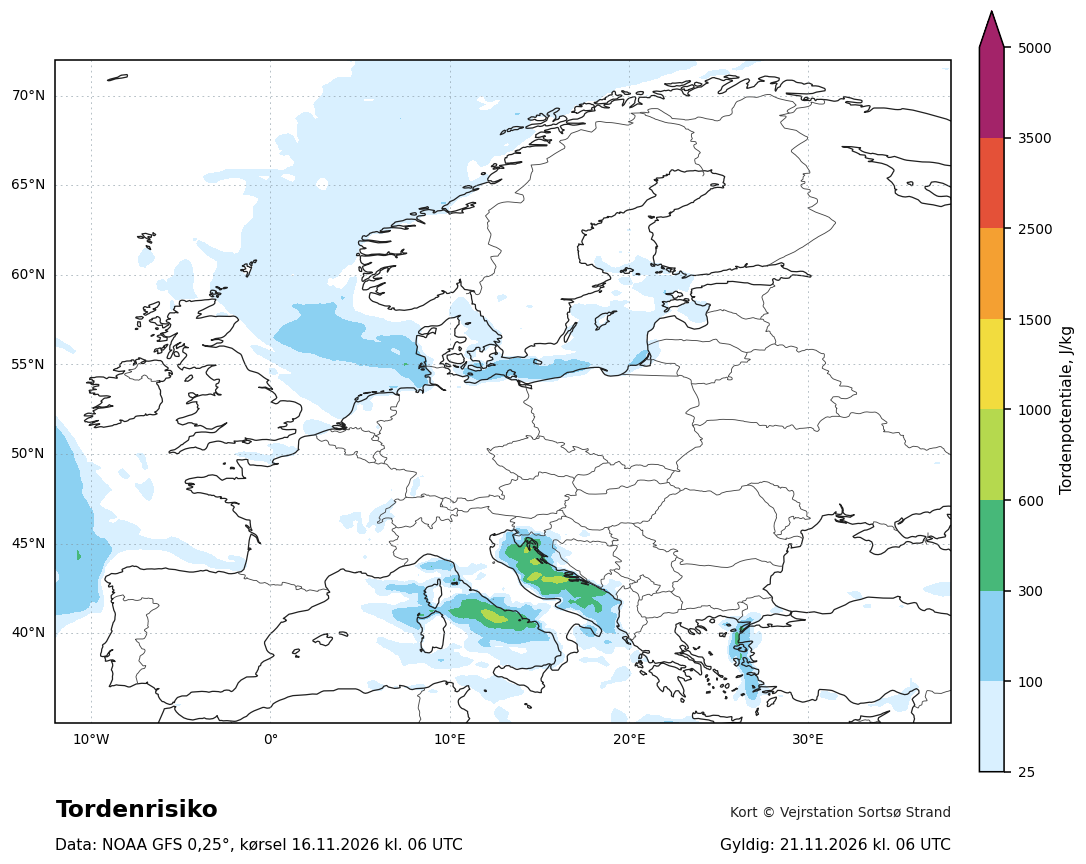 70°N
65°N
60°N
55°N
50°N
45°N
40°N
10°W
0°
10°E
20°E
30°E
5000
3500
2500
1500
1000
600
300
100
25
Tordenpotentiale, J/kg
Tordenrisiko
Kort © Vejrstation Sortsø Strand
Data: NOAA GFS 0,25°, kørsel 16.11.2026 kl. 06 UTC
Gyldig: 21.11.2026 kl. 06 UTC